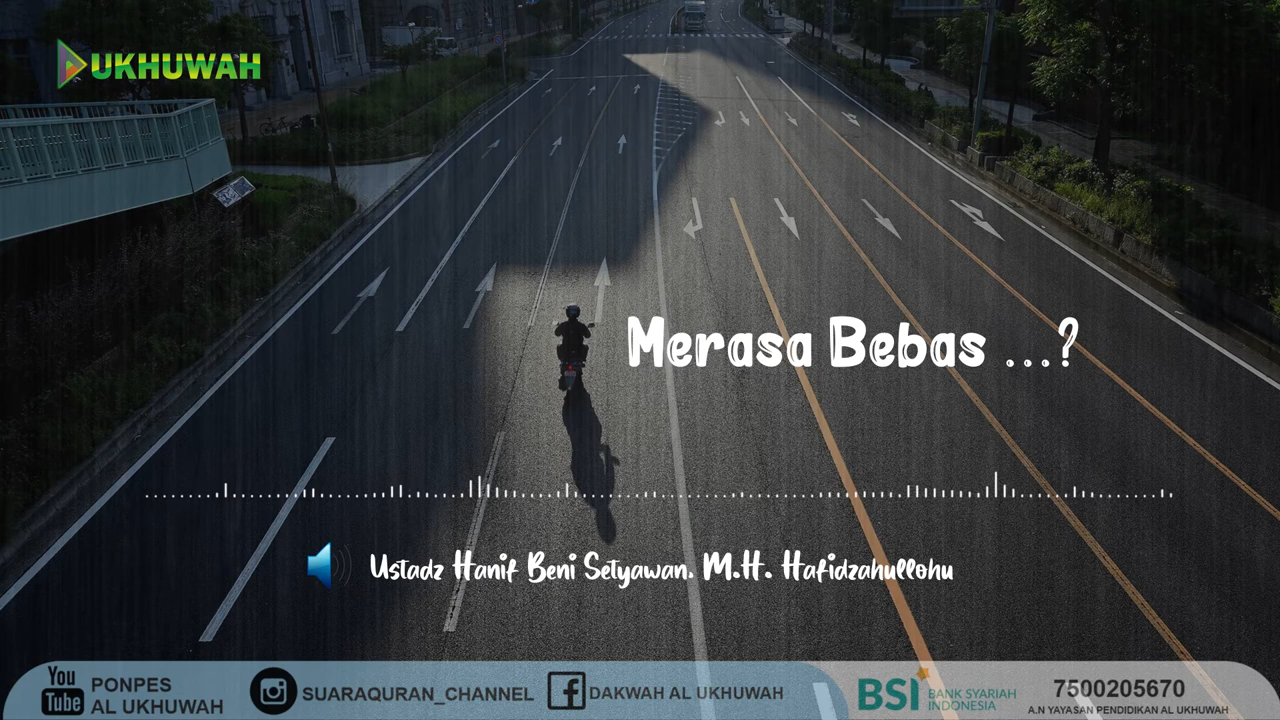 UKHUWAH
Merasa Bebas ...?
Ustadz Hanif Beni Setyawan. M.H. Hafidzahullohu
You
Tube
PONPES
AL UKHUWAH
SUARAQURAN_CHANNEL
f
DAKWAH AL UKHUWAH
BSI
BANK SYARIAH
INDONESIA
7500205670
A.N YAYASAN PENDIDIKAN AL UKHUWAH